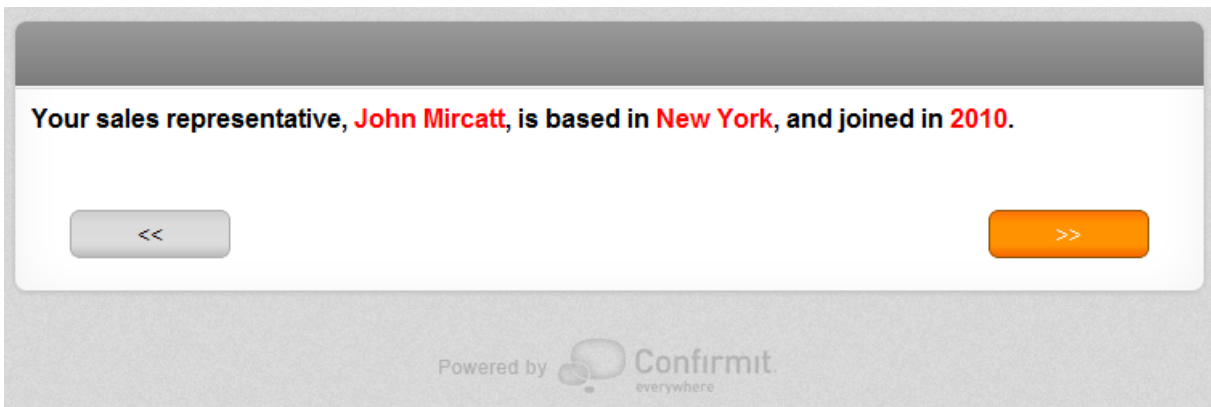 Your sales representative, John Mircatt, is based in New York, and joined in 2010.
<< >>
Powered by Confirmit.
everywhere